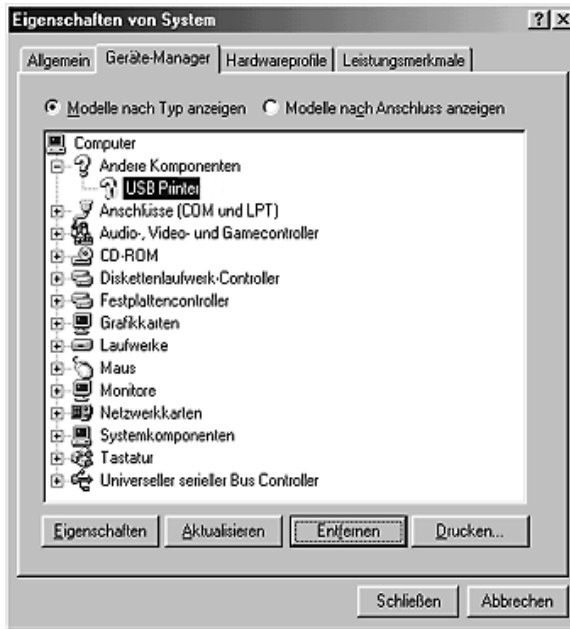 Eigenschaften von System
Allgemein Geräte-Manager Hardwareprofile Leistungsmerkmale
Modelle nach Typ anzeigen Modelle nach Anschluss anzeigen
Computer
Andere Komponenten
USB Printer
Anschlüsse (COM und LPT)
Audio-, Video- und Gamecontroller
CD-ROM
Diskettenlaufwerk-Controller
Festplattencontroller
Grafikkarten
Laufwerke
Maus
Monitore
Netzwerkkarten
Systemkomponenten
Tastatur
Universeller serieller Bus Controller
Eigenschaften Aktualisieren Entfernen Drucken...
Schließen Abbrechen